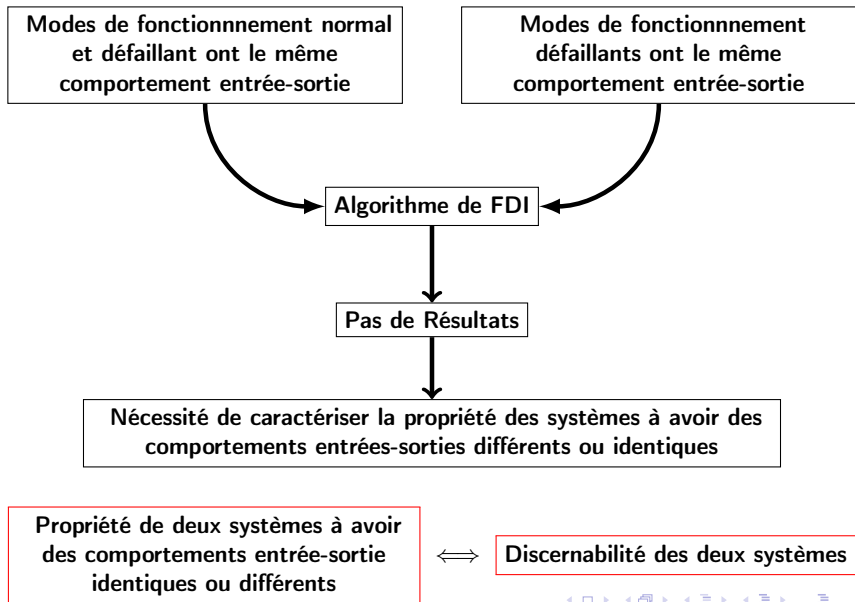 Modes de fonctionnnement normal
et défaillant ont le même
comportement entrée-sortie
Modes de fonctionnnement
défaillants ont le même
comportement entrée-sortie
Algorithme de FDI
Pas de Résultats
Nécessité de caractériser la propriété des systèmes à avoir des
comportements entrées-sorties différents ou identiques
Propriété de deux systèmes à avoir
des comportements entrée-sortie
identiques ou différents
⟺
Discernabilité des deux systèmes